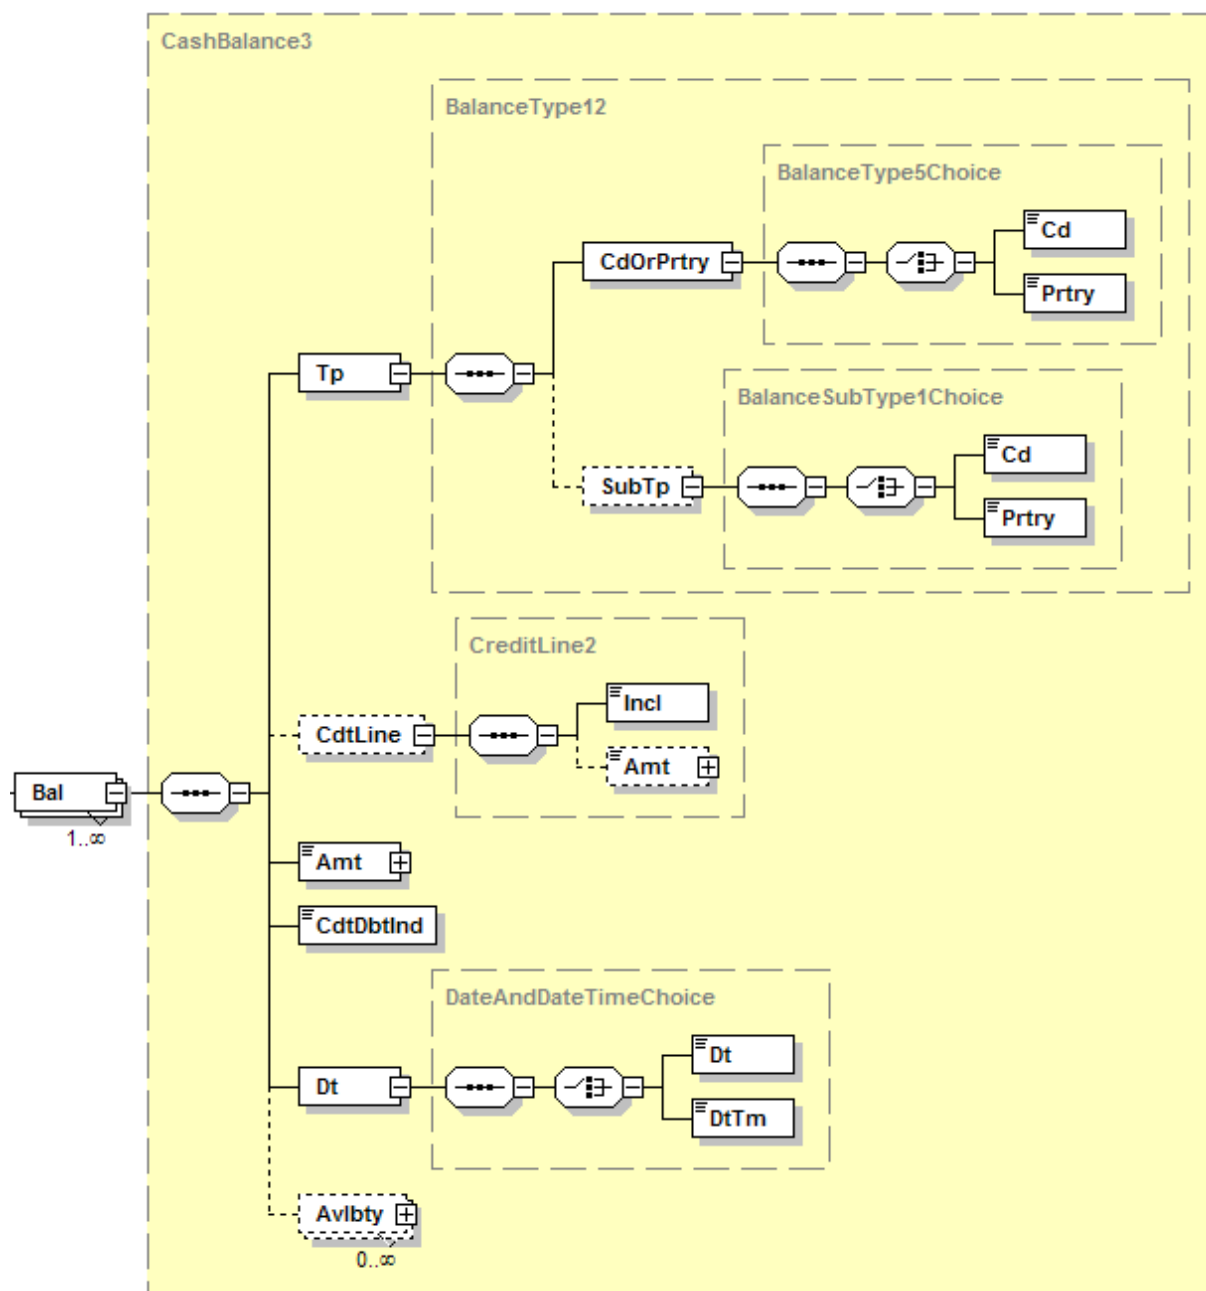 CashBalance3
BalanceType12
BalanceType5Choice
Cd
CdOrPrtry
Prtry
Tp
BalanceSubType1Choice
Cd
SubTp
Prtry
CreditLine2
Incl
CdtLine
Amt
Bal
1..∞
Amt
CdtDbtInd
DateAndDateTimeChoice
Dt
Dt
DtTm
Avlbty
0..∞